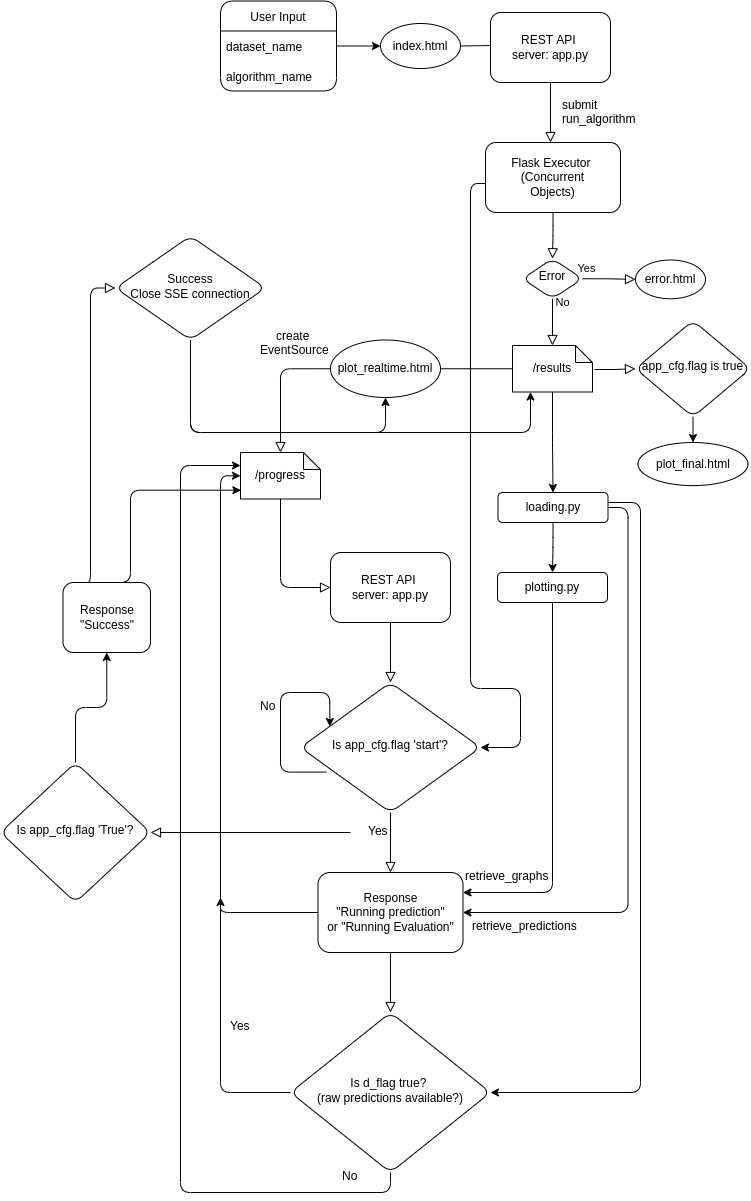 User Input
dataset_name
algorithm_name
index.html
REST API
server: app.py
submit
run_algorithm
Flask Executor
(Concurrent
Objects)
Error
Yes
error.html
No
Success
Close SSE connection
create
EventSource
plot_realtime.html
/results
app_cfg.flag is true
plot_final.html
/progress
loading.py
REST API
server: app.py
plotting.py
Response
"Success"
No
Is app_cfg.flag 'start'?
Is app_cfg.flag 'True'?
Yes
retrieve_graphs
Response
"Running prediction"
or "Running Evaluation"
retrieve_predictions
Yes
Is d_flag true?
(raw predictions available?)
No